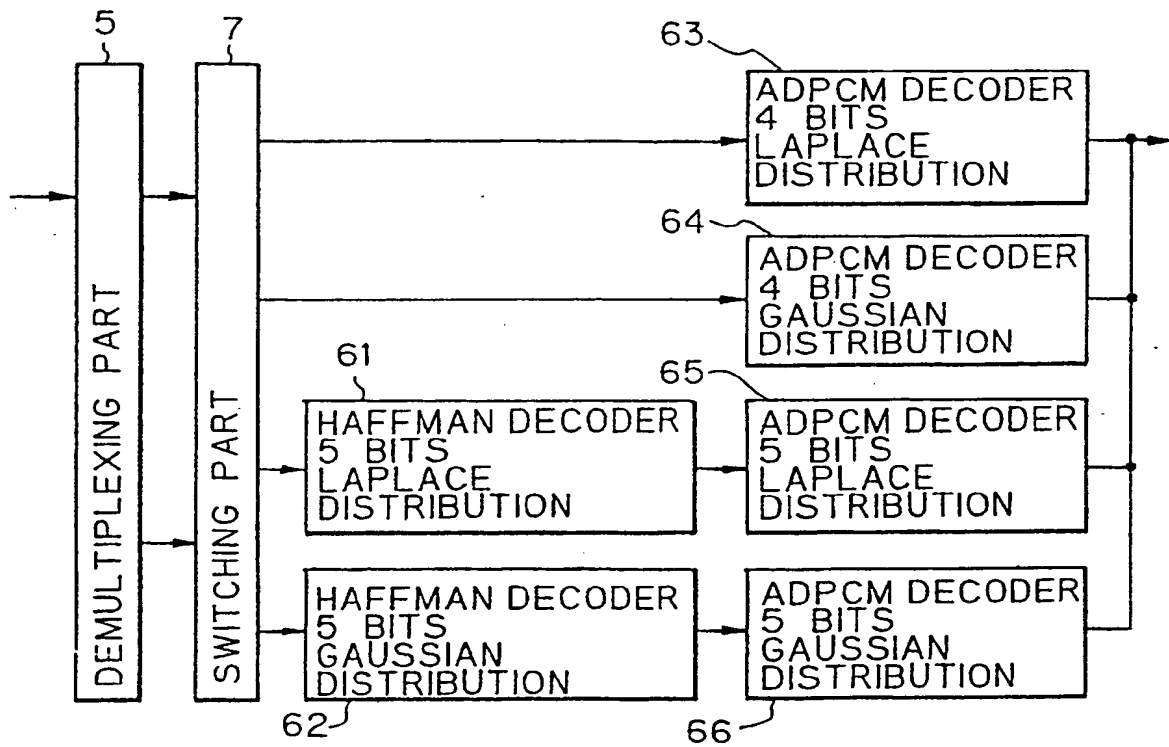 5
7
63
ADPCM DECODER
4 BITS
LAPLACE
DISTRIBUTION
64
ADPCM DECODER
4 BITS
GAUSSIAN
DISTRIBUTION
61
HAFFMAN DECODER
5 BITS
LAPLACE
DISTRIBUTION
65
ADPCM DECODER
5 BITS
LAPLACE
DISTRIBUTION
HAFFMAN DECODER
5 BITS
GAUSSIAN
DISTRIBUTION
62
ADPCM DECODER
5 BITS
GAUSSIAN
DISTRIBUTION
66
DEMULTIPLEXING PART
SWITCHING PART